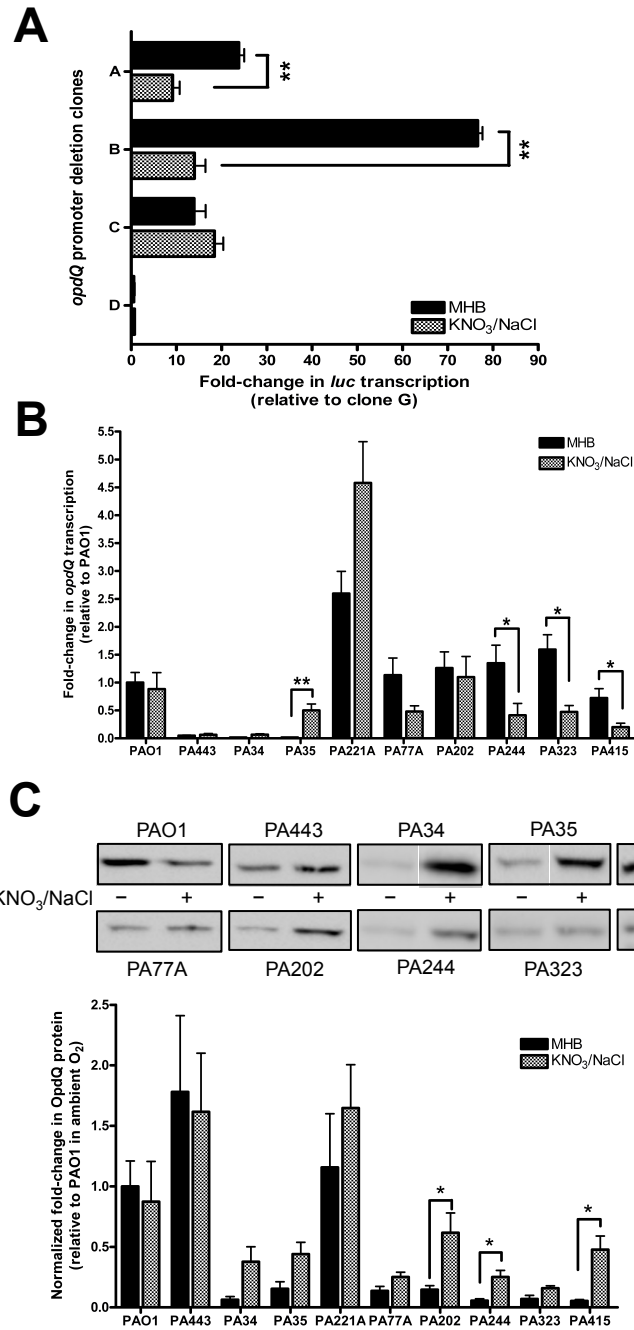 A
opdQ promoter deletion clones
A
**
B
**
C
D
MHB
KNO3/NaCl
0 10 20 30 40 50 60 70 80 90
Fold-change in luc transcription
(relative to clone G)
B
Fold-change in opdQ transcription
(relative to PAO1)
5.5
5.0
4.5
4.0
3.5
3.0
2.5
2.0
1.5
1.0
0.5
0.0
MHB
KNO3/NaCl
** * * *
PAO1 PA443 PA34 PA35 PA221A PA77A PA202 PA244 PA323 PA415
C
PAO1 PA443 PA34 PA35
KNO3/NaCl − + − + − + − +
PA77A PA202 PA244 PA323
Normalized fold-change in OpdQ protein
(relative to PAO1 in ambient O2)
2.5
2.0
1.5
1.0
0.5
0.0
MHB
KNO3/NaCl
* * *
PAO1 PA443 PA34 PA35 PA221A PA77A PA202 PA244 PA323 PA415